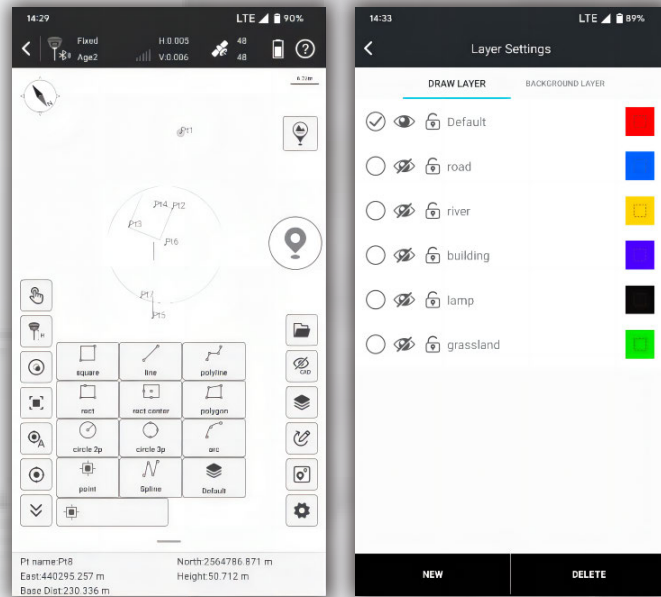 14:29
LTE 90%
Fixed
H:0.005
48
Age2
V:0.006
48
Pt1
Pt4
Pt2
Pt3
Pt6
Pt5
square
line
polyline
rect
rect center
polygon
circle 2p
circle 3p
arc
point
Spline
Default
CAD
Pt name:Pt8
North:2564786.871 m
East:440295.257 m
Height:50.712 m
Base Dist:230.336 m
14:33
LTE 89%
Layer Settings
DRAW LAYER
BACKGROUND LAYER
Default
road
river
building
lamp
grassland
NEW
DELETE